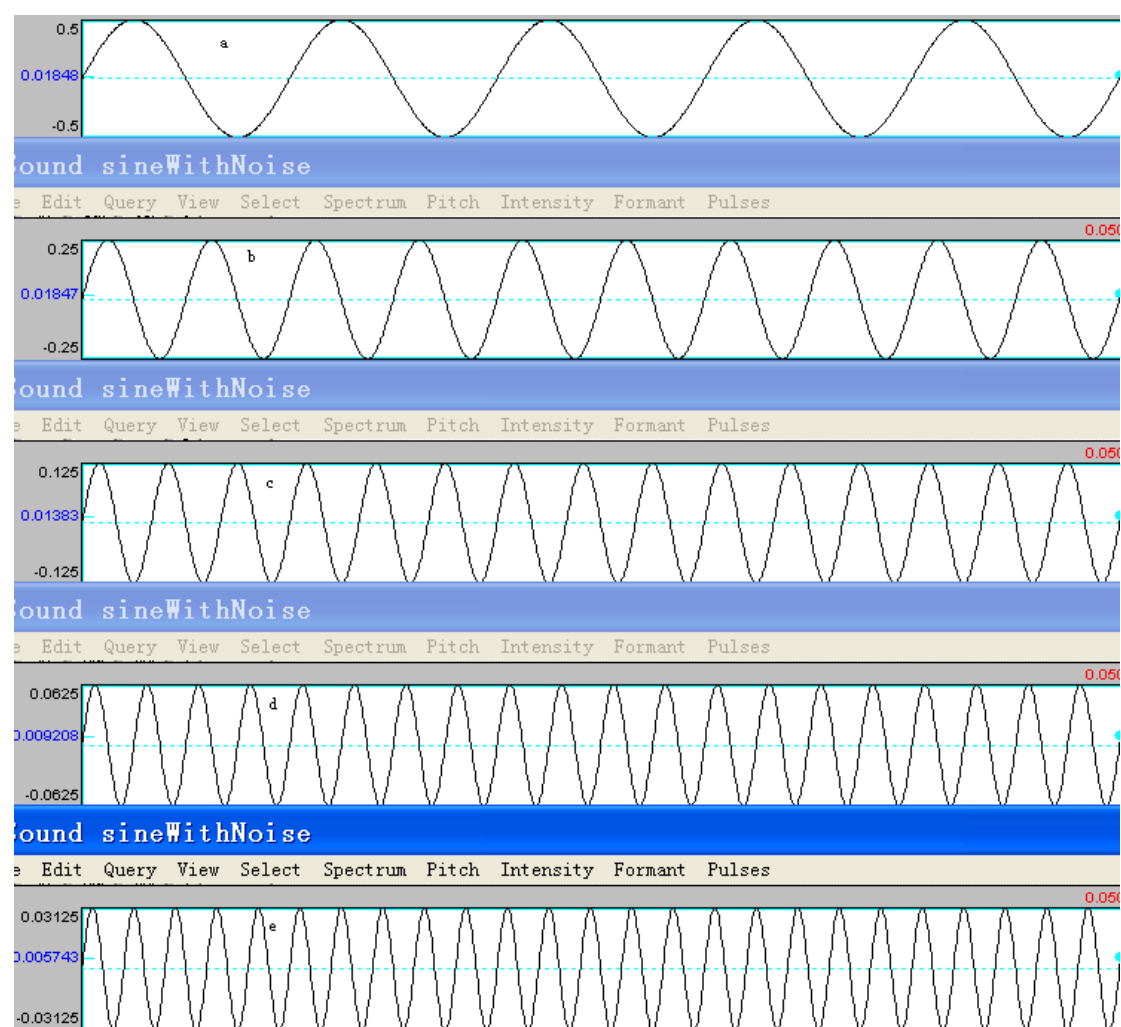 0.5
a
0.01848
-0.5
Sound sineWithNoise
Edit Query View Select Spectrum Pitch Intensity Formant Pulses
0.050
0.25
b
0.01847
-0.25
Sound sineWithNoise
Edit Query View Select Spectrum Pitch Intensity Formant Pulses
0.050
0.125
c
0.01383
-0.125
Sound sineWithNoise
Edit Query View Select Spectrum Pitch Intensity Formant Pulses
0.050
0.0625
d
0.009208
-0.0625
Sound sineWithNoise
Edit Query View Select Spectrum Pitch Intensity Formant Pulses
0.050
0.03125
e
0.005743
-0.03125